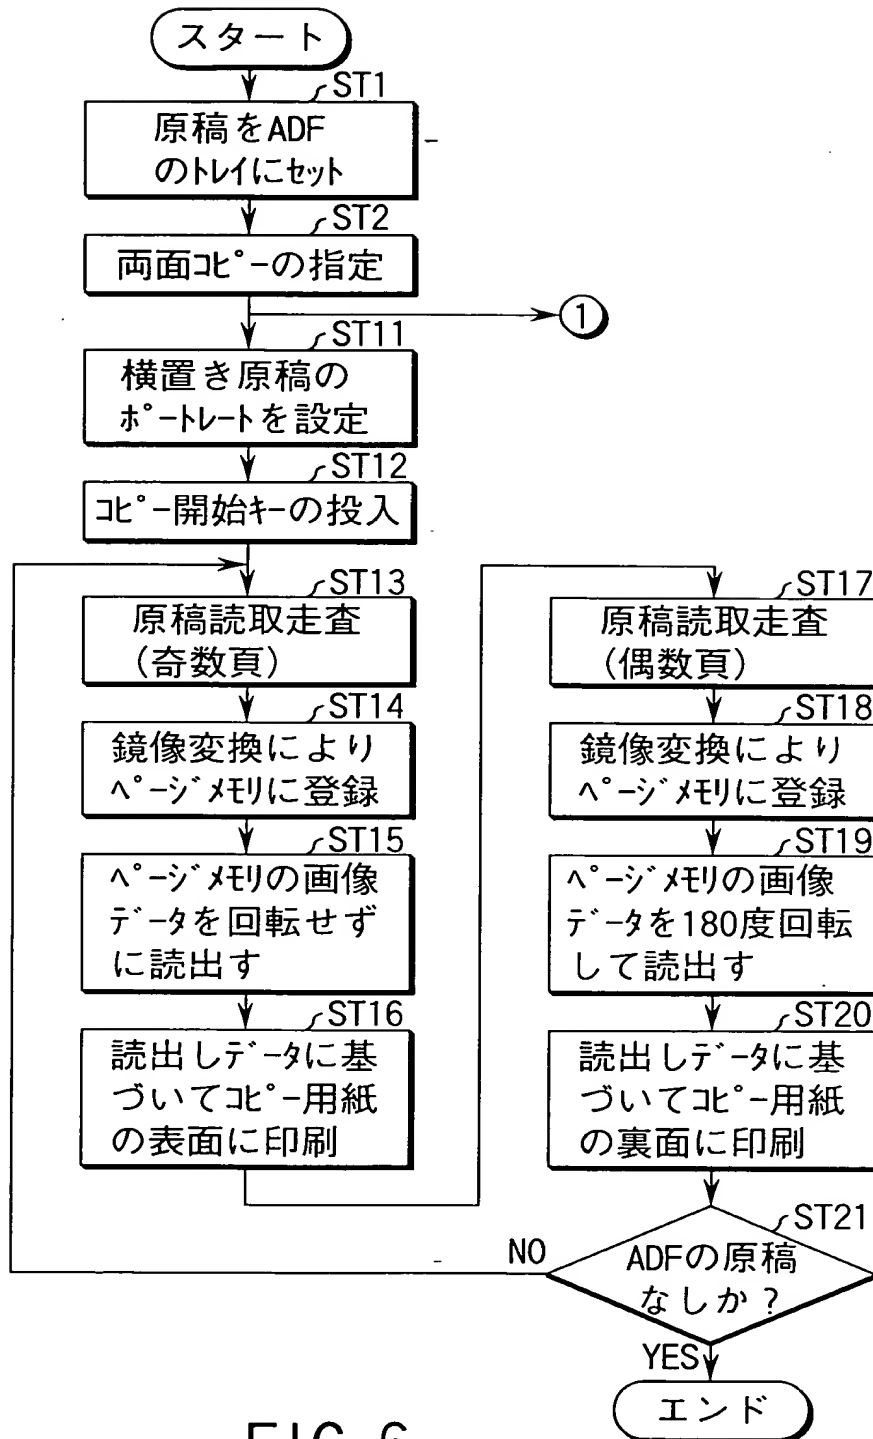 スタート
ST1
原稿をADF
のトレイにセット
ST2
両面コピーの指定
1
ST11
横置き原稿の
ポートレートを設定
ST12
コピー開始キーの投入
ST13
原稿読取走査
(奇数頁)
ST14
鏡像変換により
ページメモリに登録
ST15
ページメモリの画像
データを回転せず
に読出す
ST16
読出しデータに基
づいてコピー用紙
の表面に印刷
ST17
原稿読取走査
(偶数頁)
ST18
鏡像変換により
ページメモリに登録
ST19
ページメモリの画像
データを180度回転
して読出す
ST20
読出しデータに基
づいてコピー用紙
の裏面に印刷
ST21
ADFの原稿
なしか?
NO
YES
エンド
FIG.6